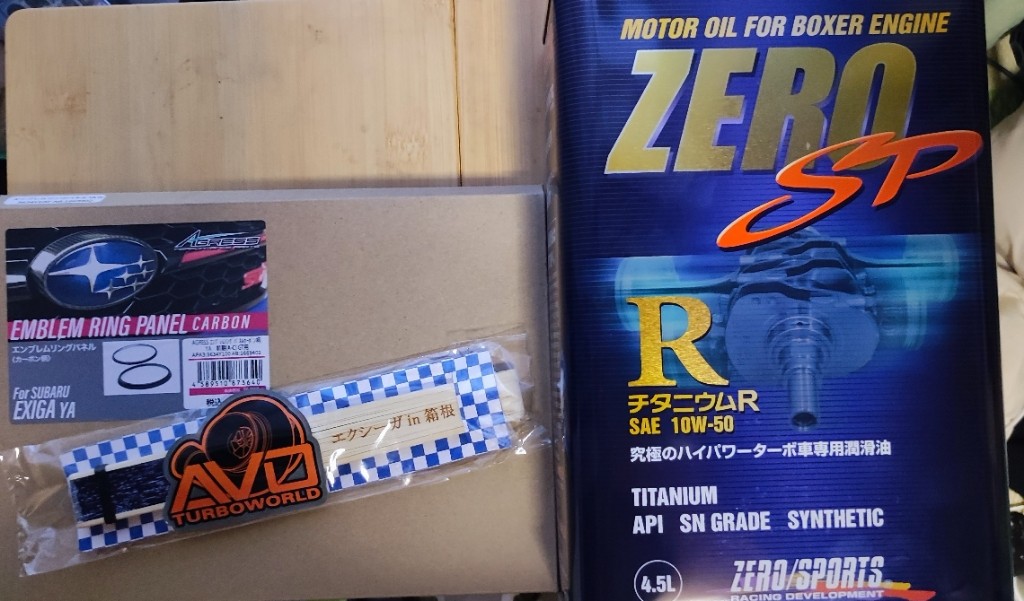 AGRESS
EMBLEM RING PANEL CARBON
エンブレムリングパネル
(カーボン調)
For SUBARU
EXIGA YA
税込
エクシーガ in 箱根
AVO
TURBOWORLD
MOTOR OIL FOR BOXER ENGINE
ZERO
SP
R
チタニウムR
SAE 10W-50
究極のハイパワーターボ車専用潤滑油
TITANIUM
API SN GRADE SYNTHETIC
4.5L
ZERO/SPORTS
RACING DEVELOPMENT